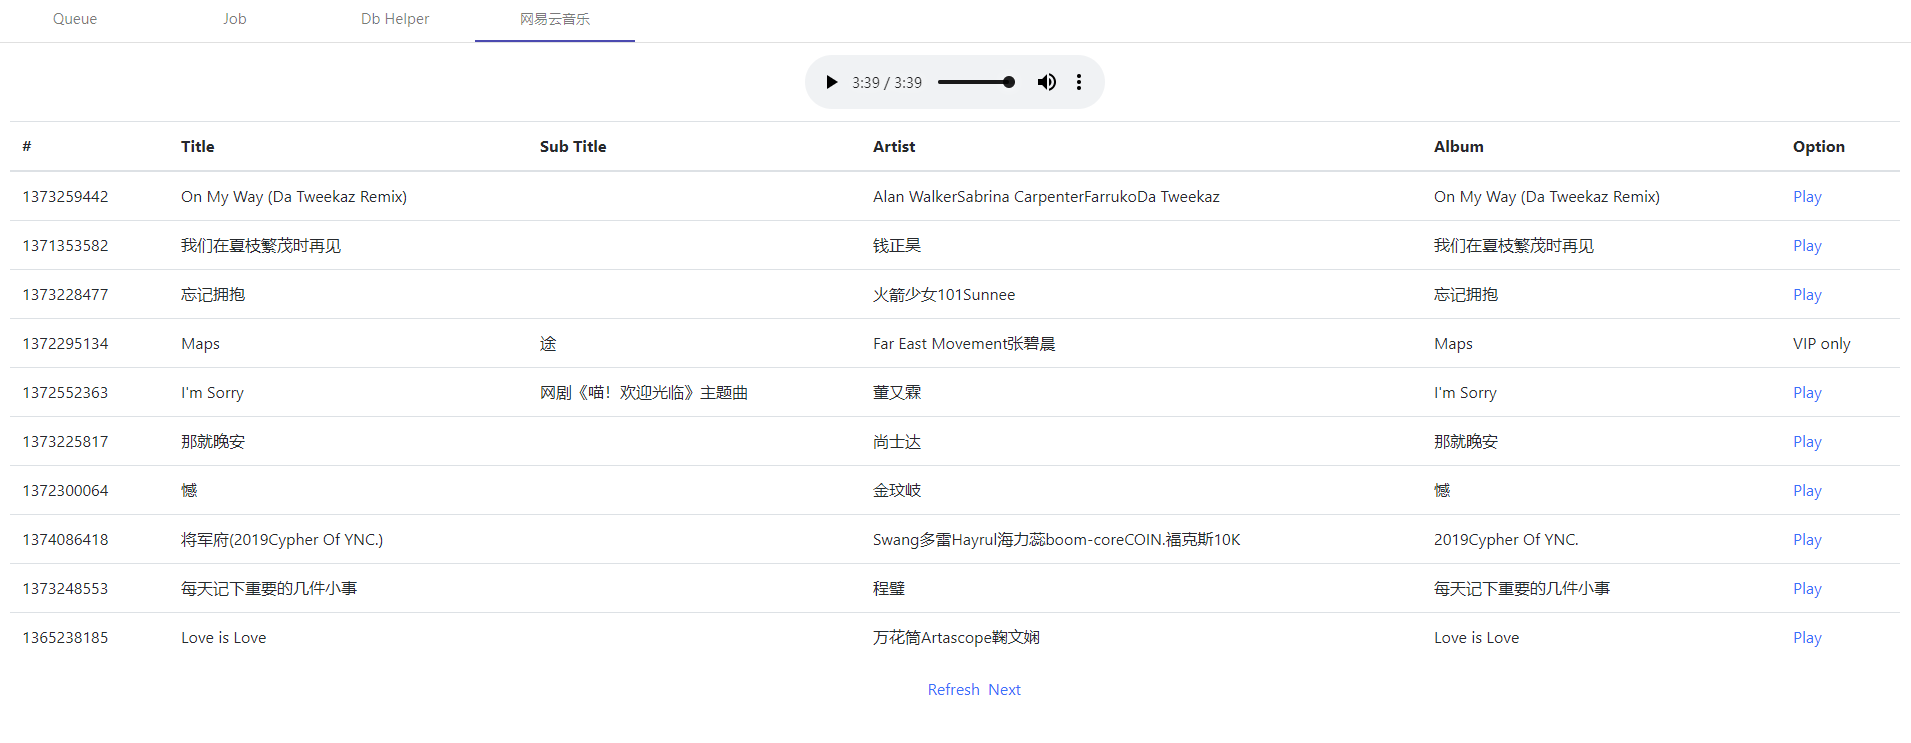 Queue Job Db Helper 网易云音乐
3:39 / 3:39
# Title Sub Title Artist Album Option
1373259442 On My Way (Da Tweekaz Remix) Alan WalkerSabrina CarpenterFarrukoDa Tweekaz On My Way (Da Tweekaz Remix) Play
1371353582 我们在夏枝繁茂时再见 钱正昊 我们在夏枝繁茂时再见 Play
1373228477 忘记拥抱 火箭少女101Sunnee 忘记拥抱 Play
1372295134 Maps 途 Far East Movement张碧晨 Maps VIP only
1372552363 I'm Sorry 网剧《喵！欢迎光临》主题曲 董又霖 I'm Sorry Play
1373225817 那就晚安 尚士达 那就晚安 Play
1372300064 憾 金玟岐 憾 Play
1374086418 将军府(2019Cypher Of YNC.) Swang多雷Hayrul海力蕊boom-coreCOIN.福克斯10K 2019Cypher Of YNC. Play
1373248553 每天记下重要的几件小事 程璧 每天记下重要的几件小事 Play
1365238185 Love is Love 万花筒Artascope鞠文娴 Love is Love Play
Refresh Next